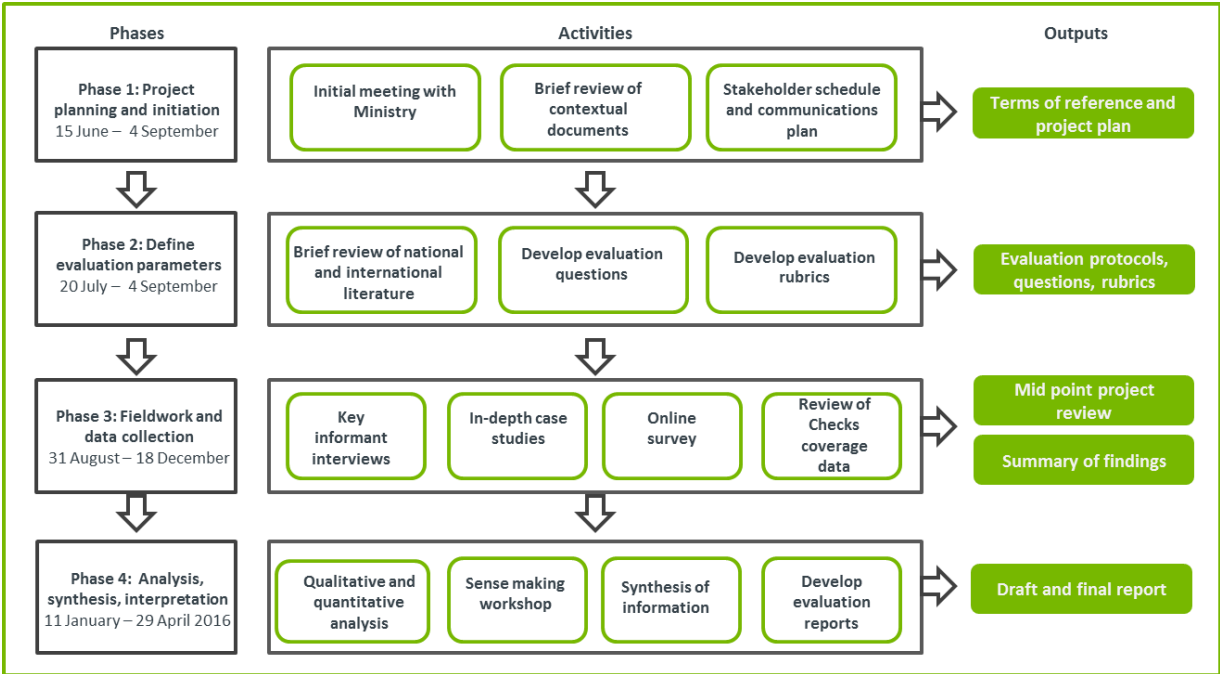 Phases
Activities
Outputs
Phase 1: Project
planning and initiation
15 June – 4 September
Initial meeting with
Ministry
Brief review of
contextual
documents
Stakeholder schedule
and communications
plan
Terms of reference and
project plan
Phase 2: Define
evaluation parameters
20 July – 4 September
Brief review of national
and international
literature
Develop evaluation
questions
Develop evaluation
rubrics
Evaluation protocols,
questions, rubrics
Phase 3: Fieldwork and
data collection
31 August – 18 December
Key
informant
interviews
In-depth case
studies
Online
survey
Review of
Checks
coverage
data
Mid point project
review
Summary of findings
Phase 4: Analysis,
synthesis, interpretation
11 January – 29 April 2016
Qualitative and
quantitative
analysis
Sense making
workshop
Synthesis of
information
Develop
evaluation
reports
Draft and final report